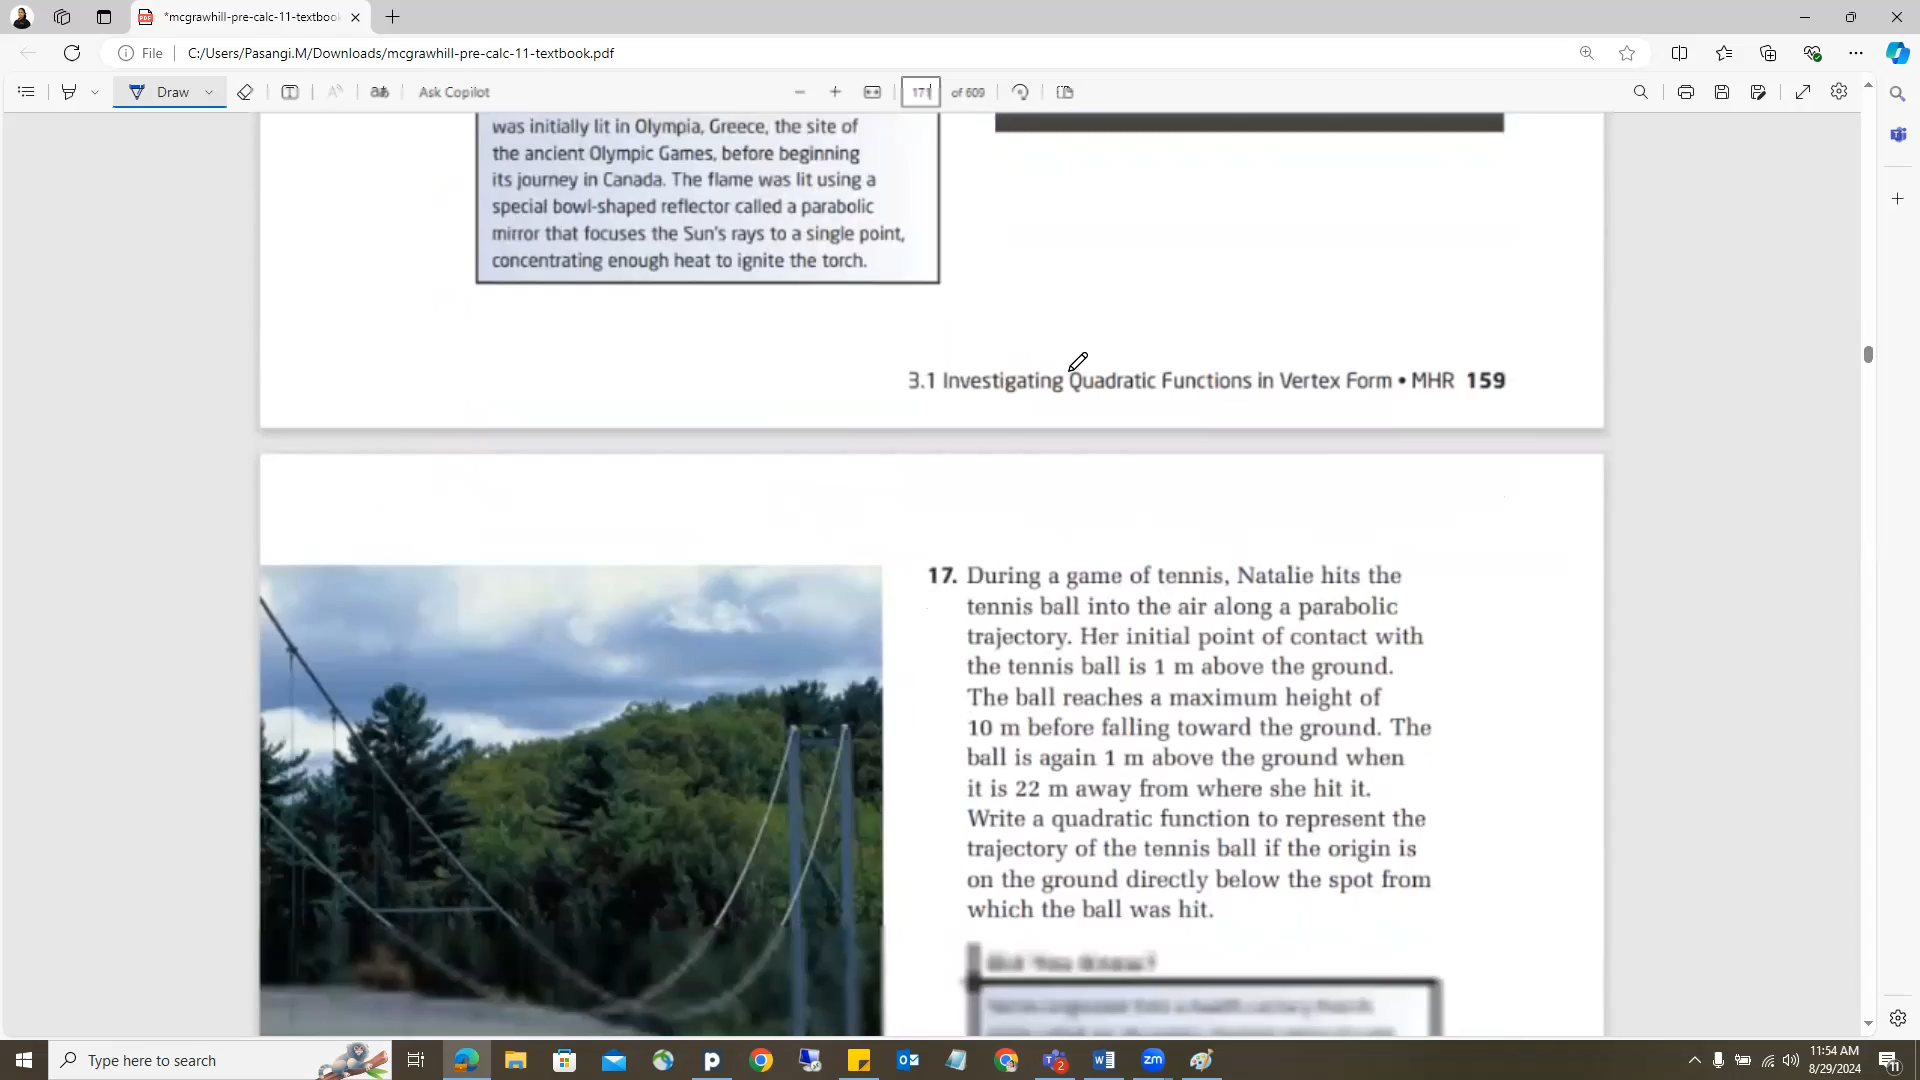 *mcgrawhill-pre-calc-11-textbook
File
C:/Users/Pasangi.M/Downloads/mcgrawhill-pre-calc-11-textbook.pdf
Draw
Ask Copilot
171 of 609
was initially lit in Olympia, Greece, the site of
the ancient Olympic Games, before beginning
its journey in Canada. The flame was lit using a
special bowl-shaped reflector called a parabolic
mirror that focuses the Sun's rays to a single point,
concentrating enough heat to ignite the torch.
3.1 Investigating Quadratic Functions in Vertex Form • MHR 159
17. During a game of tennis, Natalie hits the
tennis ball into the air along a parabolic
trajectory. Her initial point of contact with
the tennis ball is 1 m above the ground.
The ball reaches a maximum height of
10 m before falling toward the ground. The
ball is again 1 m above the ground when
it is 22 m away from where she hit it.
Write a quadratic function to represent the
trajectory of the tennis ball if the origin is
on the ground directly below the spot from
which the ball was hit.
Did You Know?
Type here to search
11:54 AM
8/29/2024